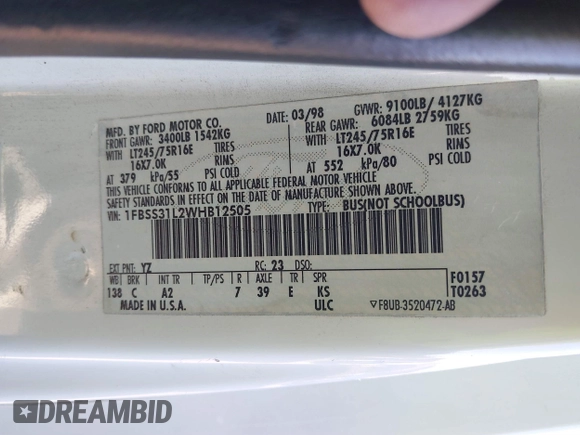 MFD. BY FORD MOTOR CO.
DATE: 03/98
GVWR: 9100LB/ 4127KG
FRONT GAWR: 3400LB 1542KG
REAR GAWR: 6084LB 2759KG
WITH LT245/75R16E TIRES
WITH LT245/75R16E TIRES
16X7.0K RINS
16X7.0K RINS
AT 379 kPa/55 PSI COLD
AT 552 kPa/80 PSI COLD
THIS VEHICLE CONFORMS TO ALL APPLICABLE FEDERAL MOTOR VEHICLE
SAFETY STANDARDS IN EFFECT ON THE DATE OF MANUFACTURE SHOWN ABOVE
VIN: 1FBSS31L2WHB12505
TYPE: BUS(NOT SCHOOLBUS)
EXT PNT: YZ RC: 23 DSO:
WB BRK INT TR TP/PS R AXLE TR SPR
138 C A2 7 39 E KS
F0157
T0263
MADE IN U.S.A. ULC
F8UB-3520472-AB
DREAMBID